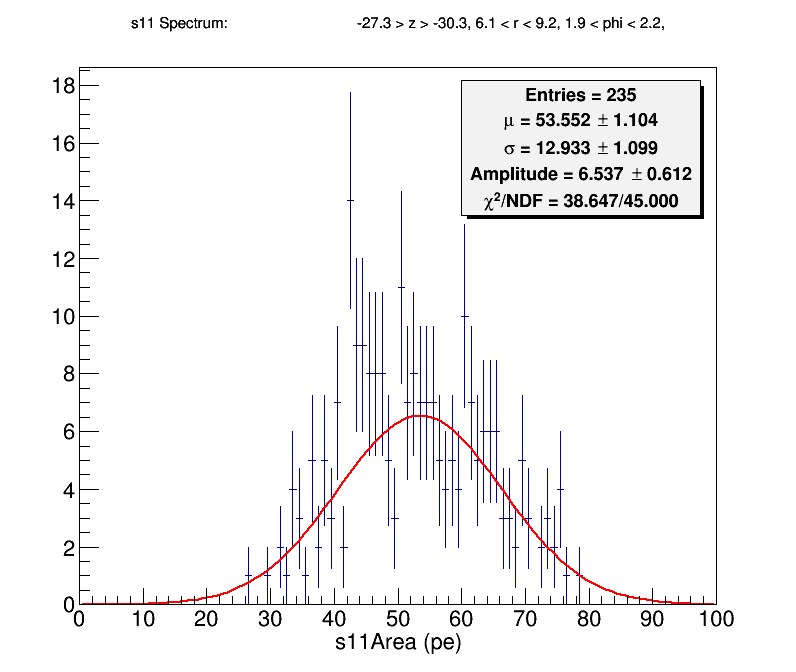 s11 Spectrum: -27.3 > z > -30.3, 6.1 < r < 9.2, 1.9 < phi < 2.2,
Entries = 235
μ = 53.552 ± 1.104
σ = 12.933 ± 1.099
Amplitude = 6.537 ± 0.612
χ²/NDF = 38.647/45.000
18
16
14
12
10
8
6
4
2
0
0 10 20 30 40 50 60 70 80 90 100
s11Area (pe)